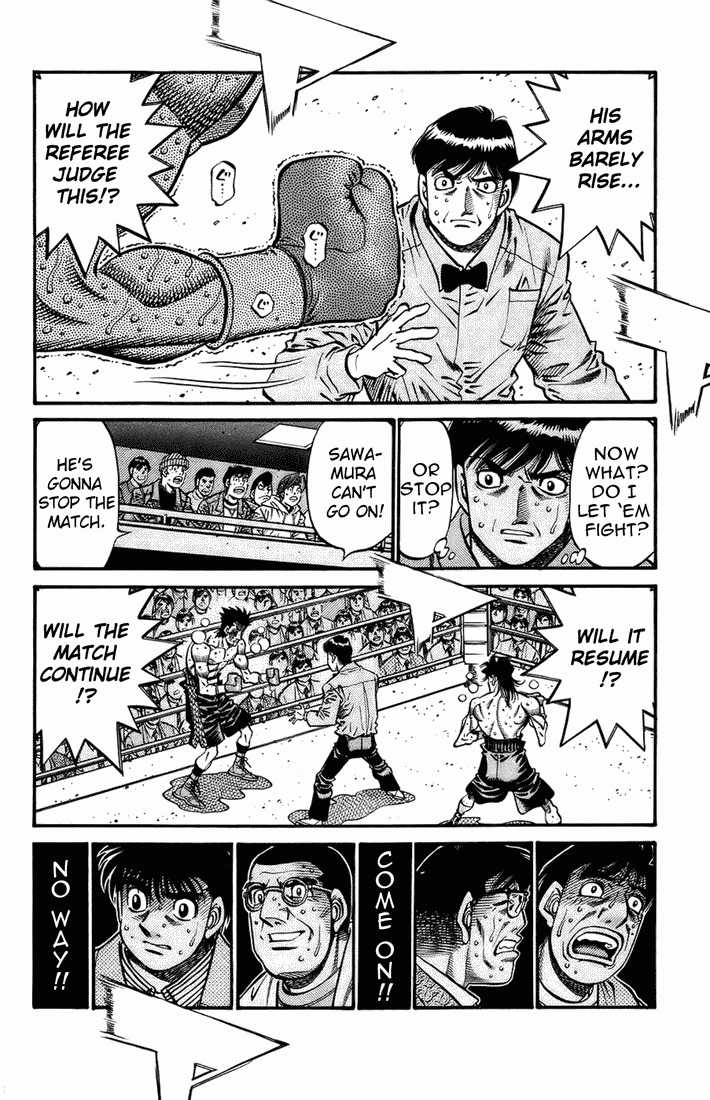 HIS
ARMS
BARELY
RISE...
HOW
WILL THE
REFEREE
JUDGE
THIS!?
NOW
WHAT?
DO I
LET 'EM
FIGHT?
OR
STOP
IT?
SAWA-
MURA
CAN'T
GO ON!
HE'S
GONNA
STOP THE
MATCH.
WILL IT
RESUME
!?
WILL THE
MATCH
CONTINUE
!?
COME ON!!
NO WAY!!